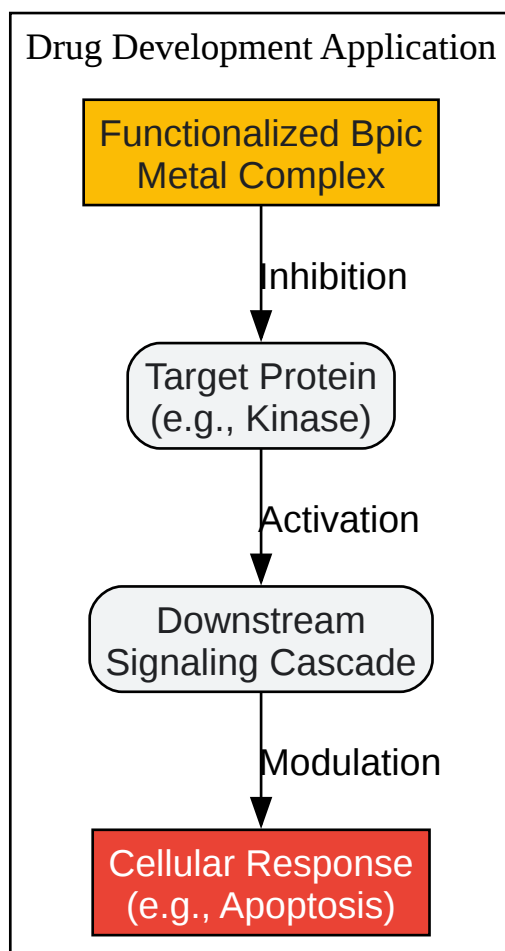 Drug Development Application
Functionalized Bpic
Metal Complex
Inhibition
Target Protein
(e.g., Kinase)
Activation
Downstream
Signaling Cascade
Modulation
Cellular Response
(e.g., Apoptosis)